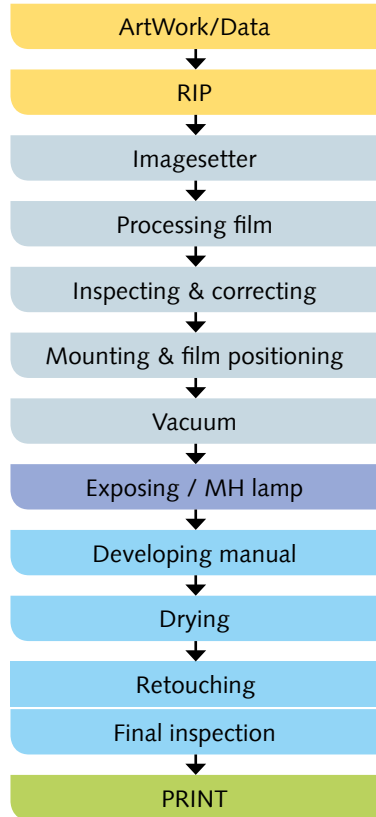 ArtWork/Data
RIP
Imagesetter
Processing film
Inspecting & correcting
Mounting & film positioning
Vacuum
Exposing / MH lamp
Developing manual
Drying
Retouching
Final inspection
PRINT